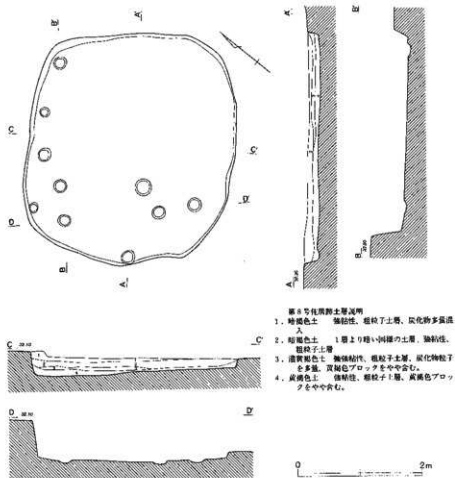 B'
A'
C
C'
D
D'
B
A
A'
B'
A
B
第8号住居跡土層説明
1. 暗褐色土 強粘性、粗粒子土層、炭化物多量混
入
2. 暗褐色土 1層より暗い同様の土層、強粘性、
粗粒子土層
3. 濃黄褐色土 微強粘性、粗粒子土層、炭化物粒子
を多量、黄褐色ブロックをやや含む。
4. 黄褐色土 強粘性、粗粒子土層、黄褐色ブロッ
クをやや含む。
C
C'
D
D'
0 2m